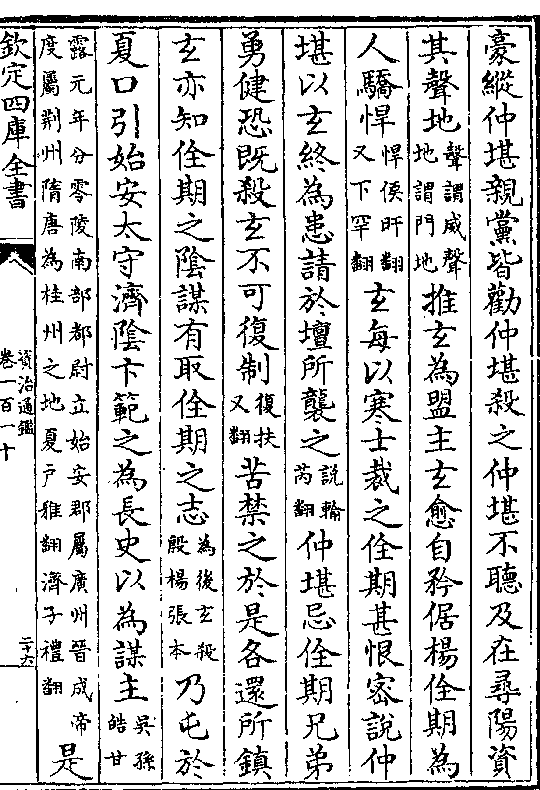 豪縱仲堪親黨皆勸仲堪殺之仲堪不聽及在尋陽資
其聲地聲謂威聲地謂門地推玄為盟主玄愈自矜倨楊佺期為
人驕悍悍侯旰翻又下罕翻玄每以寒士裁之佺期甚恨密說仲
堪以玄終為患請於壇所襲之說輸芮翻仲堪忌佺期兄弟
勇健恐既殺玄不可復制復扶又翻苦禁之於是各還所鎮
玄亦知佺期之陰謀有取佺期之志為後玄殺殷楊張本乃屯於
夏口引始安太守濟陰卞範之為長史以為謀主吳孫皓甘
露元年分零陵南部都尉立始安郡屬廣州晉成帝度屬荆州隋唐為桂州之地夏戶雅翻濟子禮翻是
欽定四庫全書
資治通鑑
卷一百一十
二十六